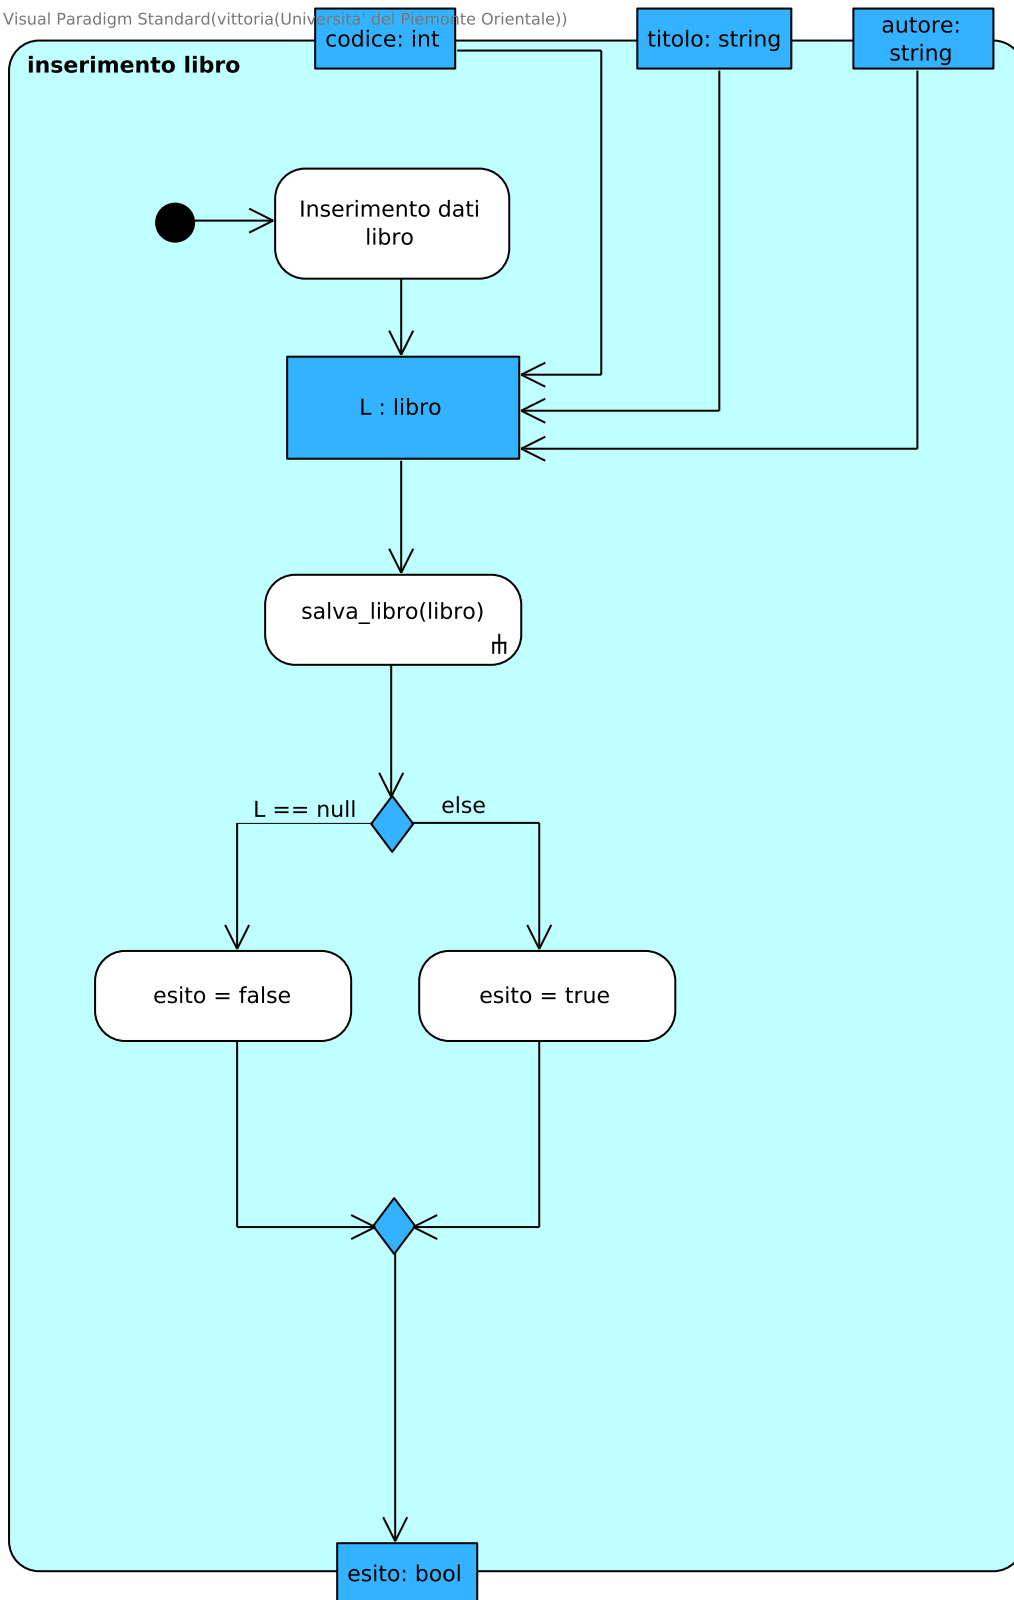 Visual Paradigm Standard(vittoria(Universita' del Piemonte Orientale))
codice: int
titolo: string
autore:
string
inserimento libro
Inserimento dati
libro
L : libro
salva_libro(libro)
L == null
else
esito = false
esito = true
esito: bool